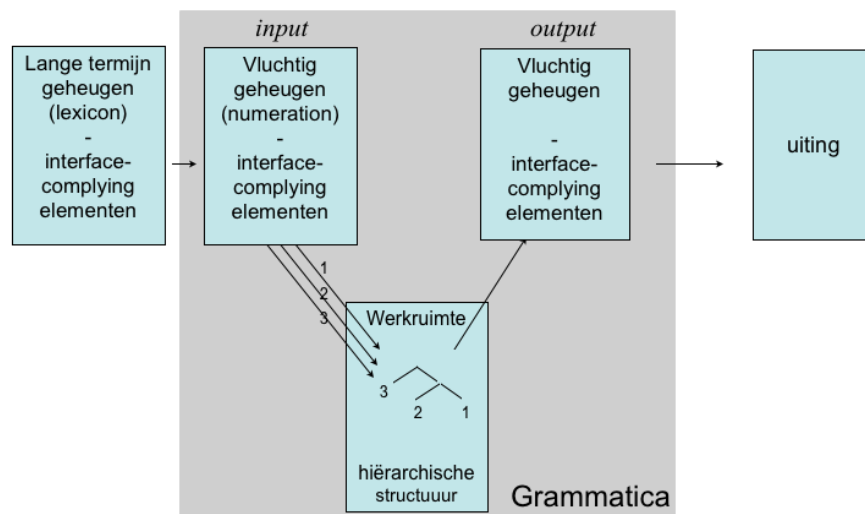 input
output
Lange termijn
geheugen
(lexicon)
-
interface-
complying
elementen
Vluchtig
geheugen
(numeration)
-
interface-
complying
elementen
Vluchtig
geheugen
-
interface-
complying
elementen
uiting
1
2
3
Werkruimte
3
2
1
hiërarchische
structuuur
Grammatica